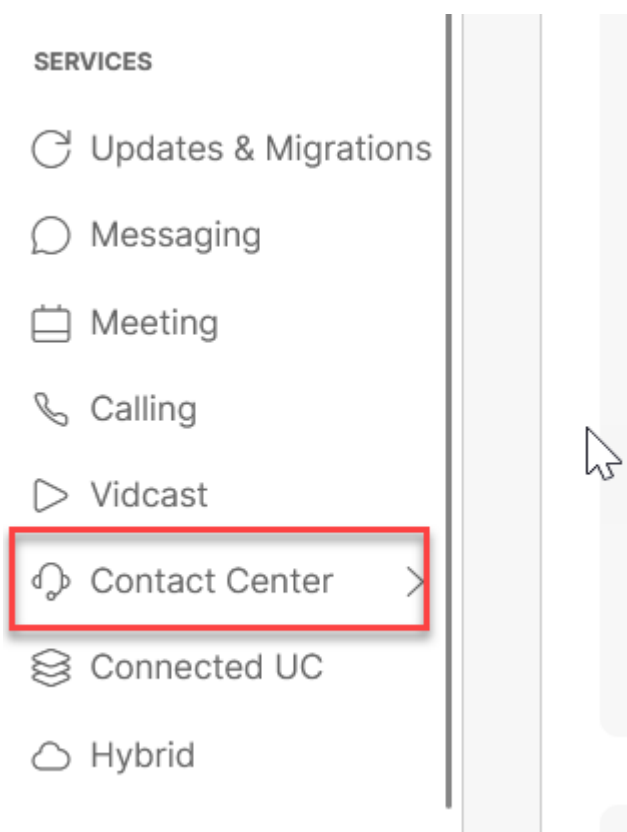 SERVICES
Updates & Migrations
Messaging
Meeting
Calling
Vidcast
Contact Center
Connected UC
Hybrid